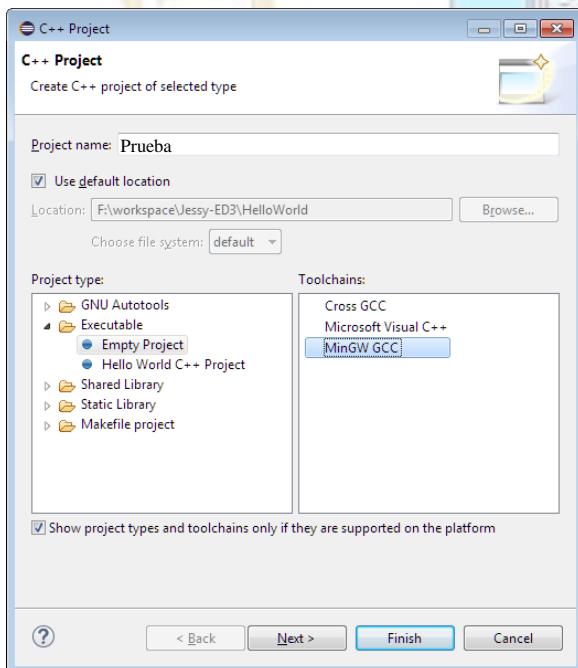 C++ Project
C++ Project
Create C++ project of selected type
Project name: Prueba
Use default location
Location: F:\workspace\Jessy-ED3\HelloWorld Browse...
Choose file system: default
Project type: Toolchains:
GNU Autotools
Executable
Empty Project
Hello World C++ Project
Shared Library
Static Library
Makefile project
Cross GCC
Microsoft Visual C++
MinGW GCC
Show project types and toolchains only if they are supported on the platform
? < Back Next > Finish Cancel